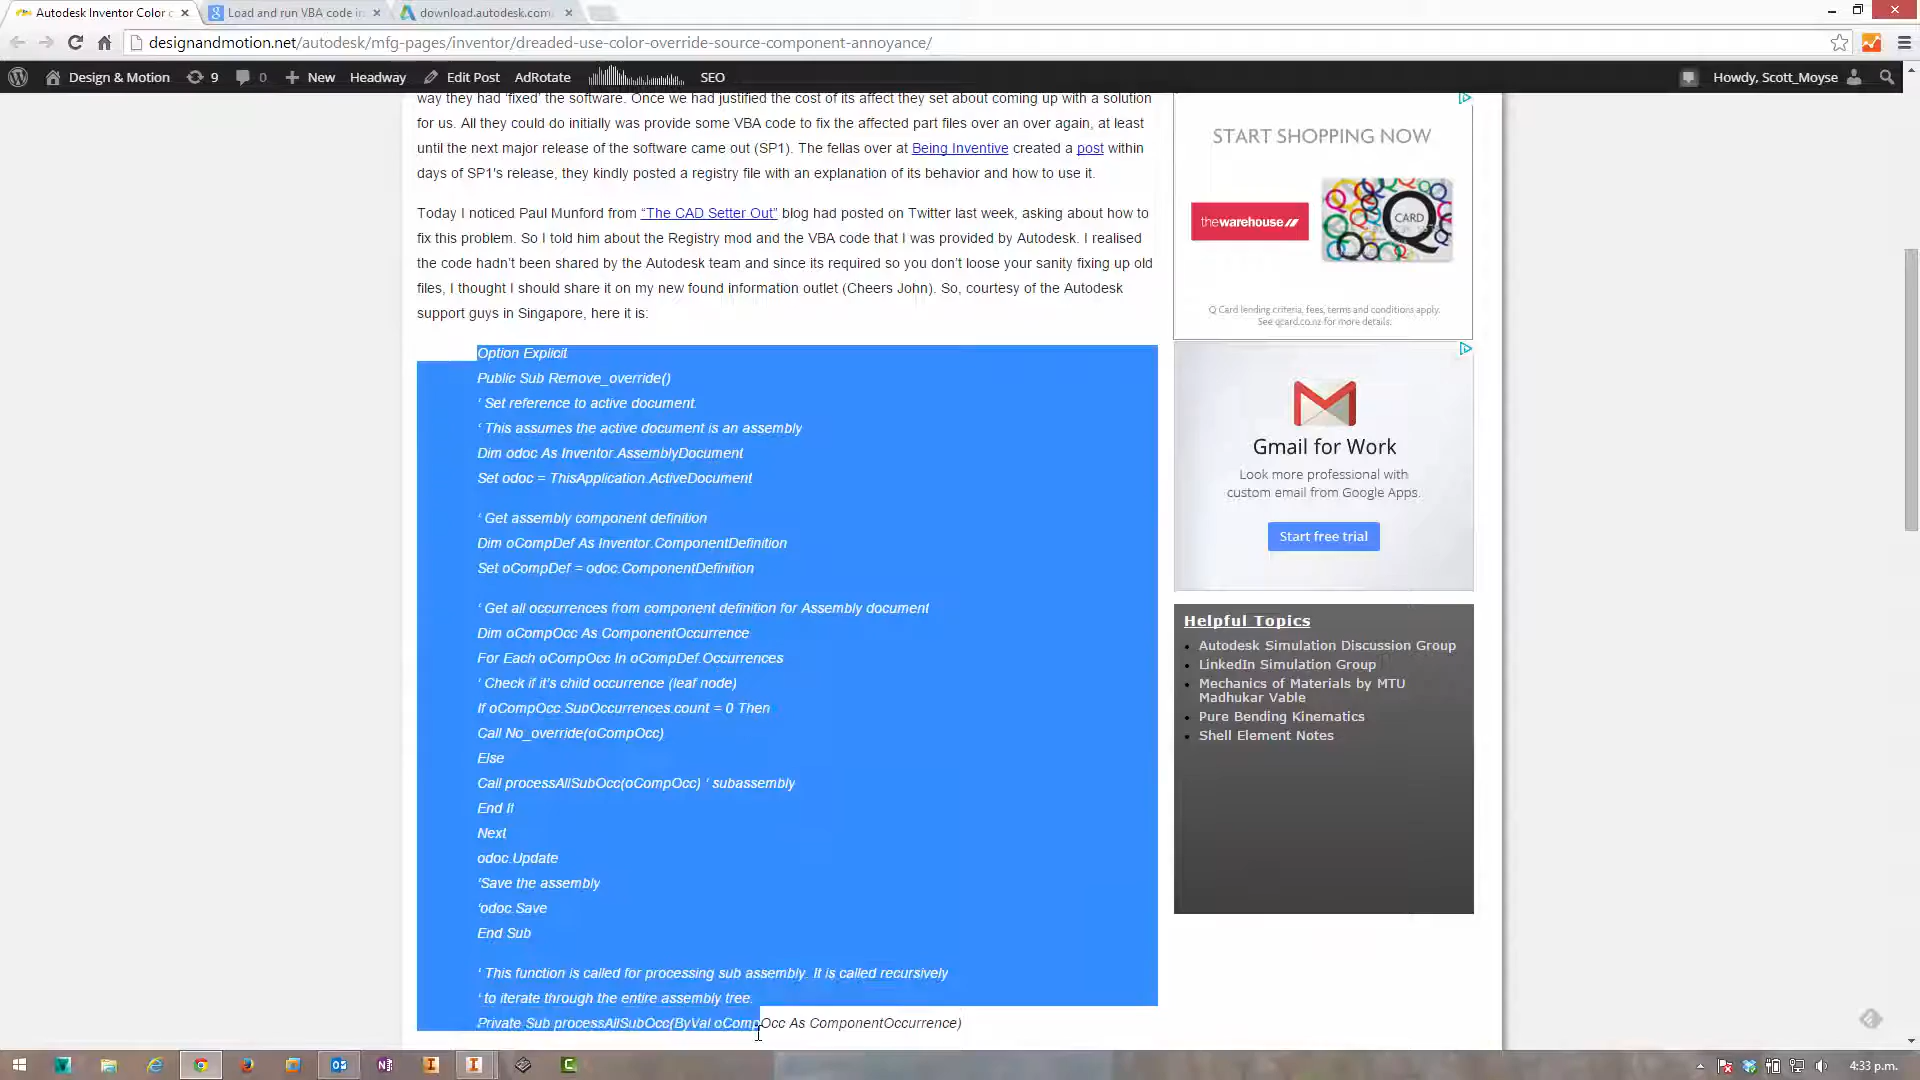 Autodesk Inventor Color c
Load and run VBA code in
download.autodesk.com
designandmotion.net/autodesk/mfg-pages/inventor/dreaded-use-color-override-source-component-annoyance/
Design & Motion
9
0
New
Headway
Edit Post
AdRotate
SEO
Howdy, Scott_Moyse
way they had 'fixed' the software. Once we had justified the cost of its affect they set about coming up with a solution
for us. All they could do initially was provide some VBA code to fix the affected part files over an over again, at least
until the next major release of the software came out (SP1). The fellas over at Being Inventive created a post within
days of SP1's release, they kindly posted a registry file with an explanation of its behavior and how to use it.
Today I noticed Paul Munford from “The CAD Setter Out” blog had posted on Twitter last week, asking about how to
fix this problem. So I told him about the Registry mod and the VBA code that I was provided by Autodesk. I realised
the code hadn’t been shared by the Autodesk team and since its required so you don’t loose your sanity fixing up old
files, I thought I should share it on my new found information outlet (Cheers John). So, courtesy of the Autodesk
support guys in Singapore, here it is:
Option Explicit
Public Sub Remove_override()
‘ Set reference to active document.
‘ This assumes the active document is an assembly
Dim odoc As Inventor.AssemblyDocument
Set odoc = ThisApplication.ActiveDocument
‘ Get assembly component definition
Dim oCompDef As Inventor.ComponentDefinition
Set oCompDef = odoc.ComponentDefinition
‘ Get all occurrences from component definition for Assembly document
Dim oCompOcc As ComponentOccurrence
For Each oCompOcc In oCompDef.Occurrences
‘ Check if it’s child occurrence (leaf node)
If oCompOcc.SubOccurrences.count = 0 Then
Call No_override(oCompOcc)
Else
Call processAllSubOcc(oCompOcc) ‘ subassembly
End If
Next
odoc.Update
'Save the assembly
‘odoc.Save
End Sub
‘ This function is called for processing sub assembly. It is called recursively
‘ to iterate through the entire assembly tree.
Private Sub processAllSubOcc(ByVal oCompOcc As ComponentOccurrence)
START SHOPPING NOW
thewarehouse
CARD
Q Card lending criteria, fees, terms and conditions apply.
See qcard.co.nz for more details.
Gmail for Work
Look more professional with
custom email from Google Apps.
Start free trial
Helpful Topics
Autodesk Simulation Discussion Group
LinkedIn Simulation Group
Mechanics of Materials by MTU
Madhukar Vable
Pure Bending Kinematics
Shell Element Notes
4:33 p.m.